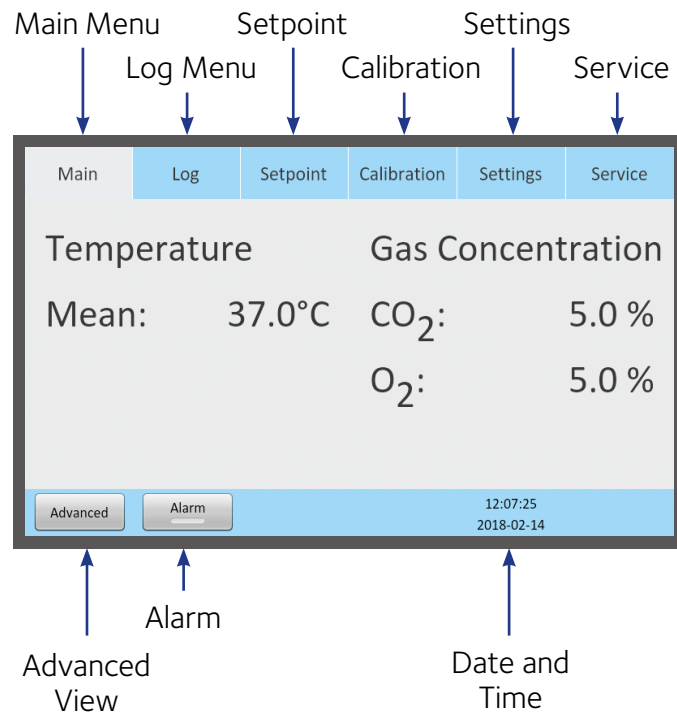 Main Menu Setpoint Settings
Log Menu Calibration Service
Main Log Setpoint Calibration Settings Service
Temperature Gas Concentration
Mean: 37.0°C CO₂: 5.0 %
O₂: 5.0 %
Advanced Alarm 12:07:25
2018-02-14
Alarm
Advanced Date and
View Time